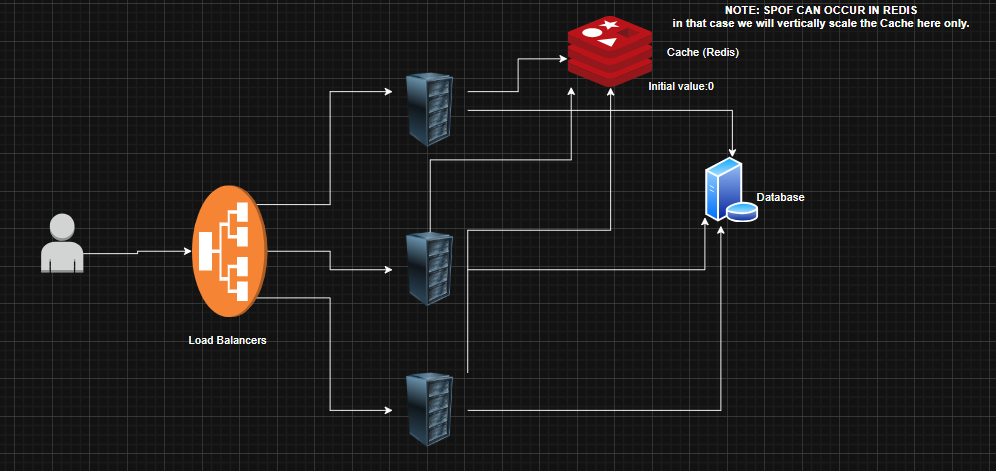 NOTE: SPOF CAN OCCUR IN REDIS
in that case we will vertically scale the Cache here only.
Cache (Redis)
Initial value:0
Database
Load Balancers